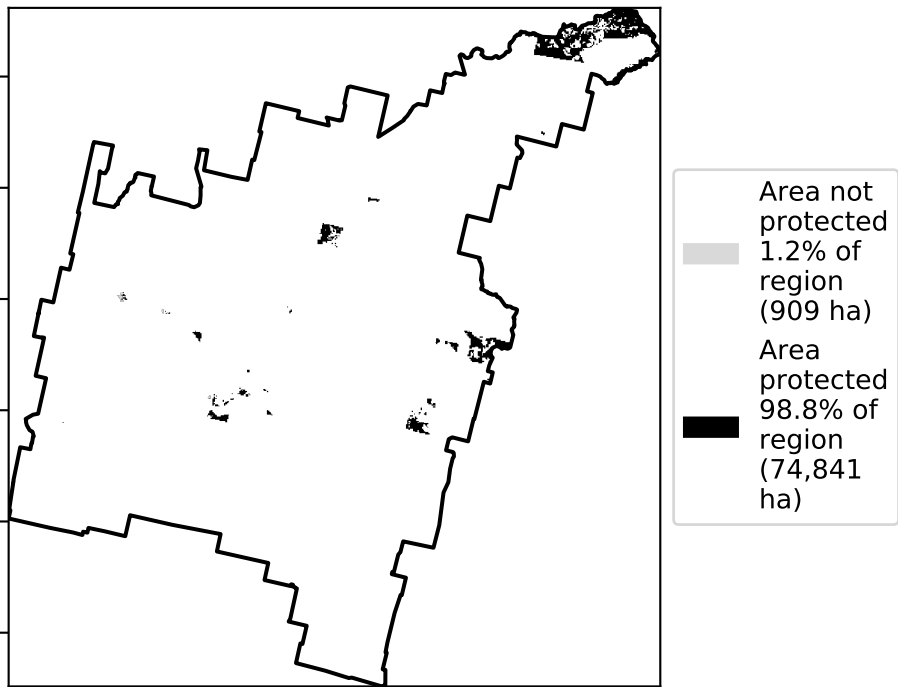 Area not
protected
1.2% of
region
(909 ha)
Area
protected
98.8% of
region
(74,841
ha)